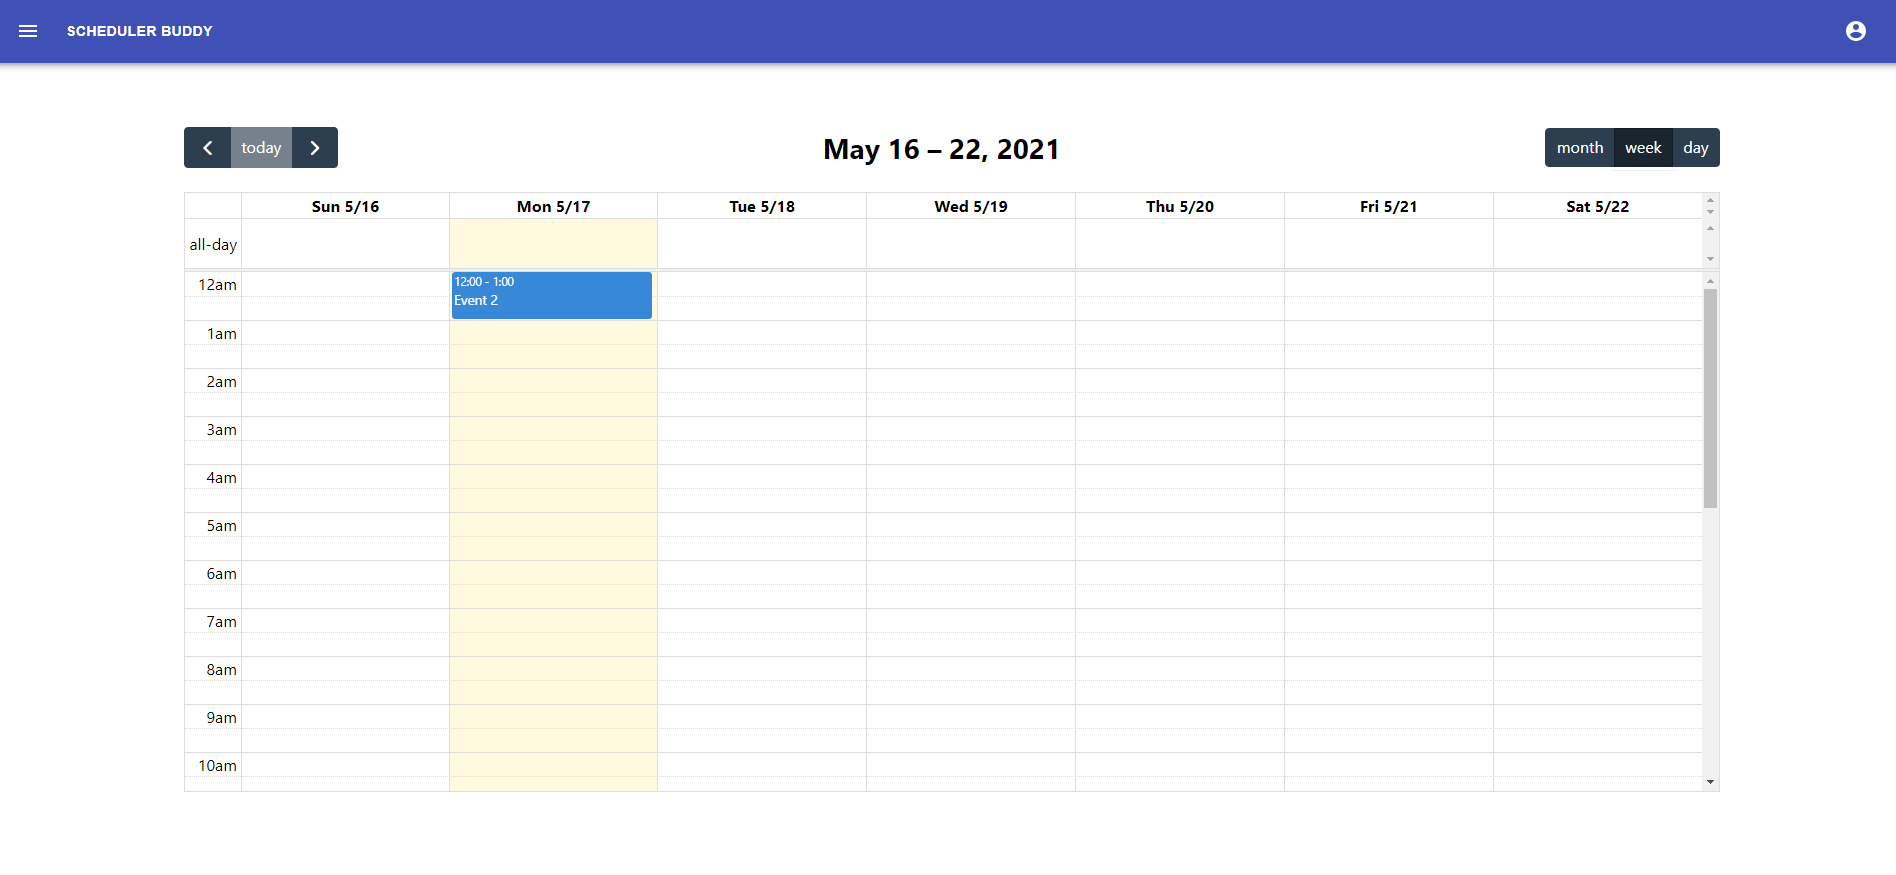 SCHEDULER BUDDY
today
May 16 – 22, 2021
month week day
Sun 5/16 Mon 5/17 Tue 5/18 Wed 5/19 Thu 5/20 Fri 5/21 Sat 5/22
all-day
12am
12:00 - 1:00
Event 2
1am
2am
3am
4am
5am
6am
7am
8am
9am
10am